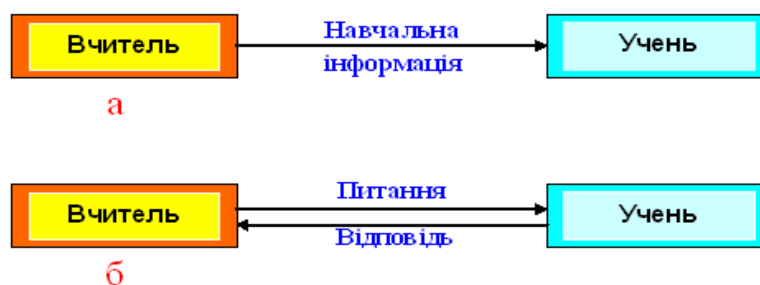 Вчитель
Навчальна
інформація
Учень
а
Вчитель
Питання
Відповідь
Учень
б